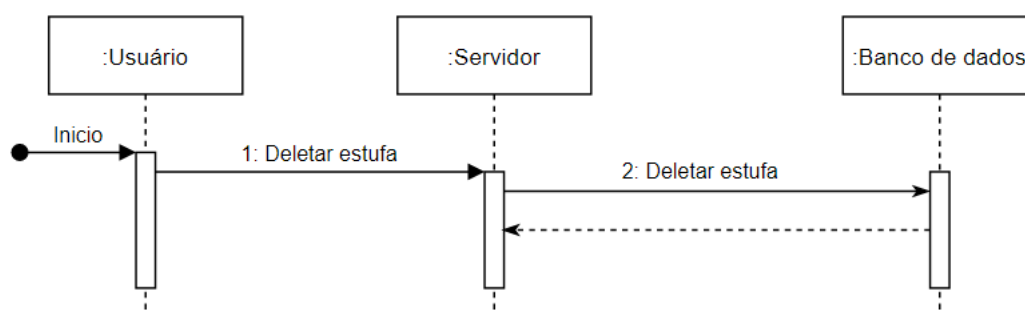 :Usuário
:Servidor
:Banco de dados
Inicio
1: Deletar estufa
2: Deletar estufa